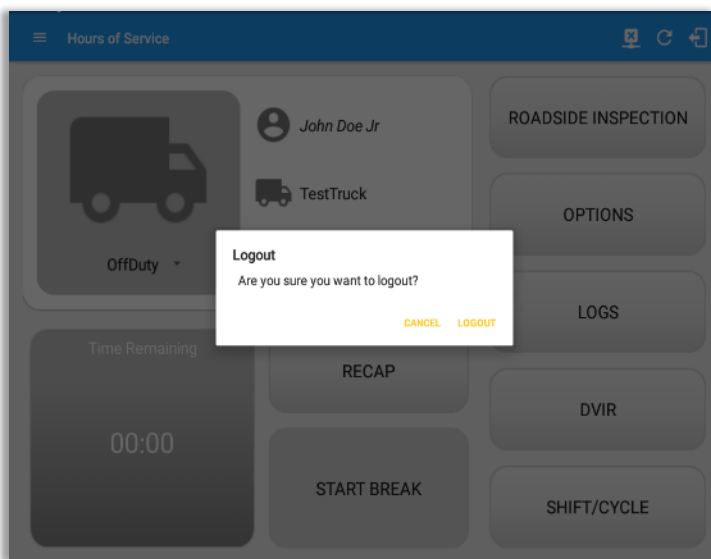 Hours of Service
John Doe Jr
TestTruck
OffDuty
ROADSIDE INSPECTION
OPTIONS
LOGS
DVIR
SHIFT/CYCLE
Logout
Are you sure you want to logout?
CANCEL LOGOUT
Time Remaining
00:00
RECAP
START BREAK